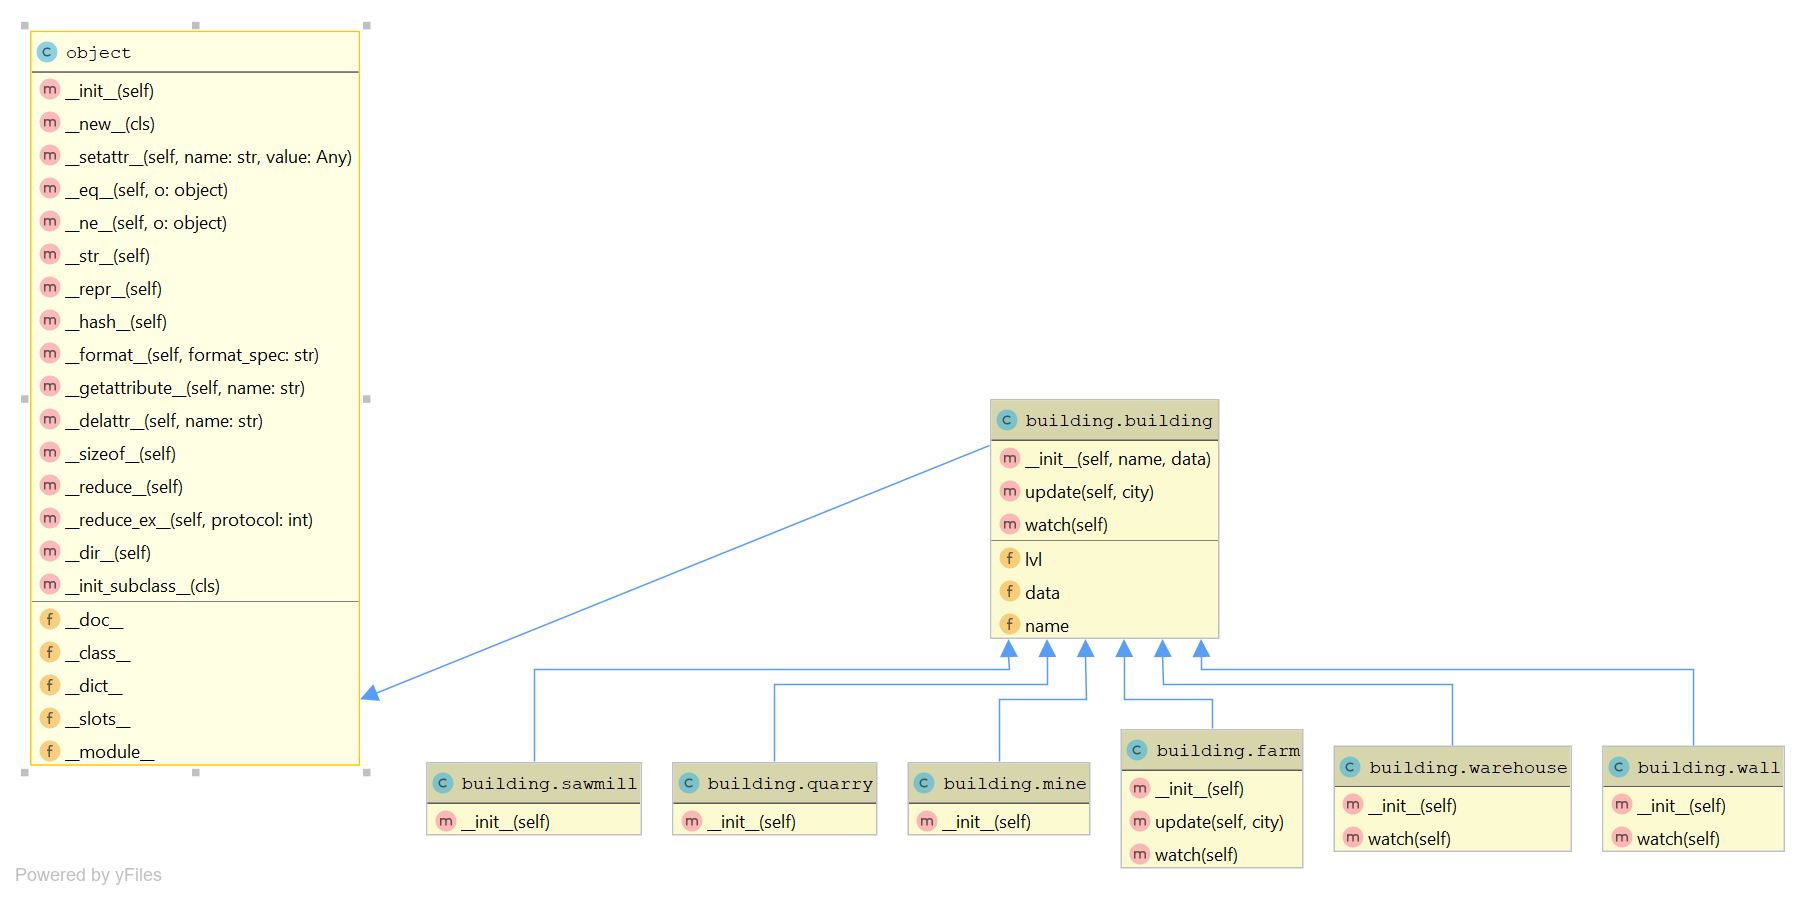 object
__init__(self)
__new__(cls)
__setattr__(self, name: str, value: Any)
__eq__(self, o: object)
__ne__(self, o: object)
__str__(self)
__repr__(self)
__hash__(self)
__format__(self, format_spec: str)
__getattribute__(self, name: str)
__delattr__(self, name: str)
__sizeof__(self)
__reduce__(self)
__reduce_ex__(self, protocol: int)
__dir__(self)
__init_subclass__(cls)
__doc__
__class__
__dict__
__slots__
__module__
building.building
__init__(self, name, data)
update(self, city)
watch(self)
lvl
data
name
building.sawmill
__init__(self)
building.quarry
__init__(self)
building.mine
__init__(self)
building.farm
__init__(self)
update(self, city)
watch(self)
building.warehouse
__init__(self)
watch(self)
building.wall
__init__(self)
watch(self)
Powered by yFiles